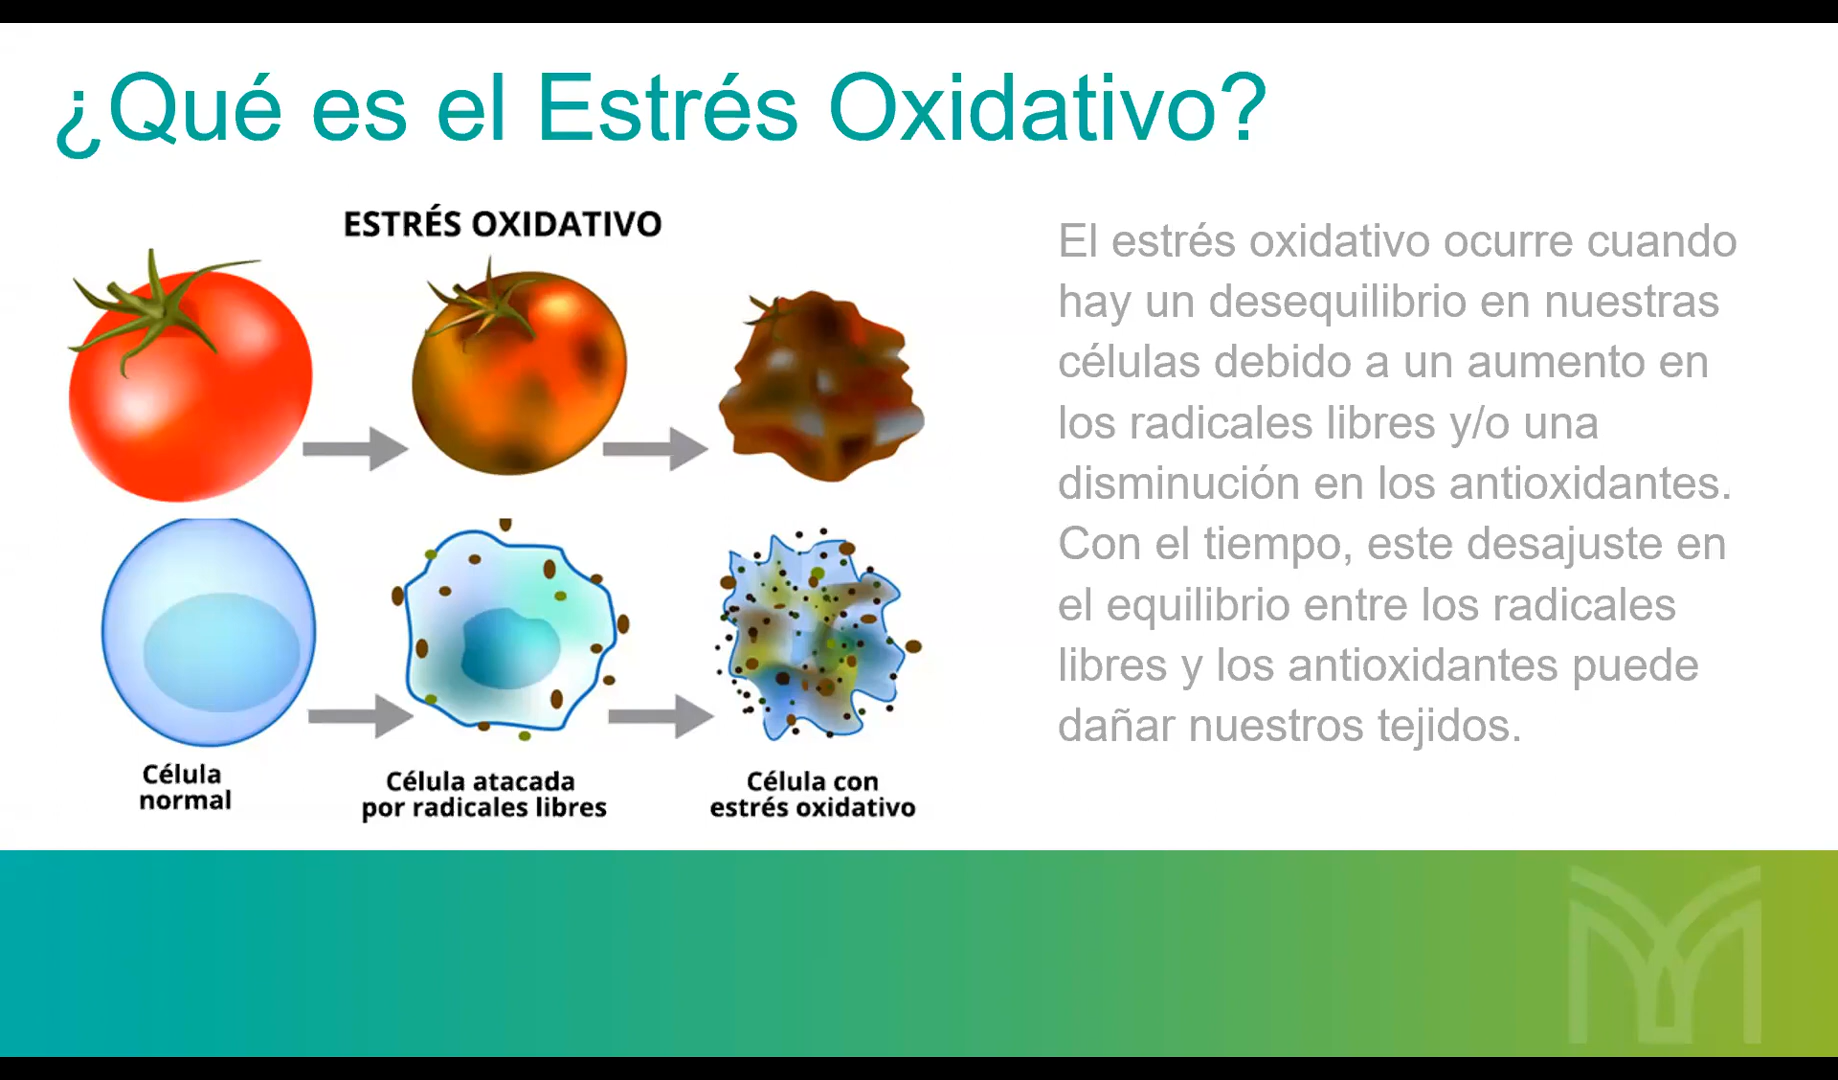 ¿Qué es el Estrés Oxidativo?
ESTRÉS OXIDATIVO
Célula
normal
Célula atacada
por radicales libres
Célula con
estrés oxidativo
El estrés oxidativo ocurre cuando
hay un desequilibrio en nuestras
células debido a un aumento en
los radicales libres y/o una
disminución en los antioxidantes.
Con el tiempo, este desajuste en
el equilibrio entre los radicales
libres y los antioxidantes puede
dañar nuestros tejidos.